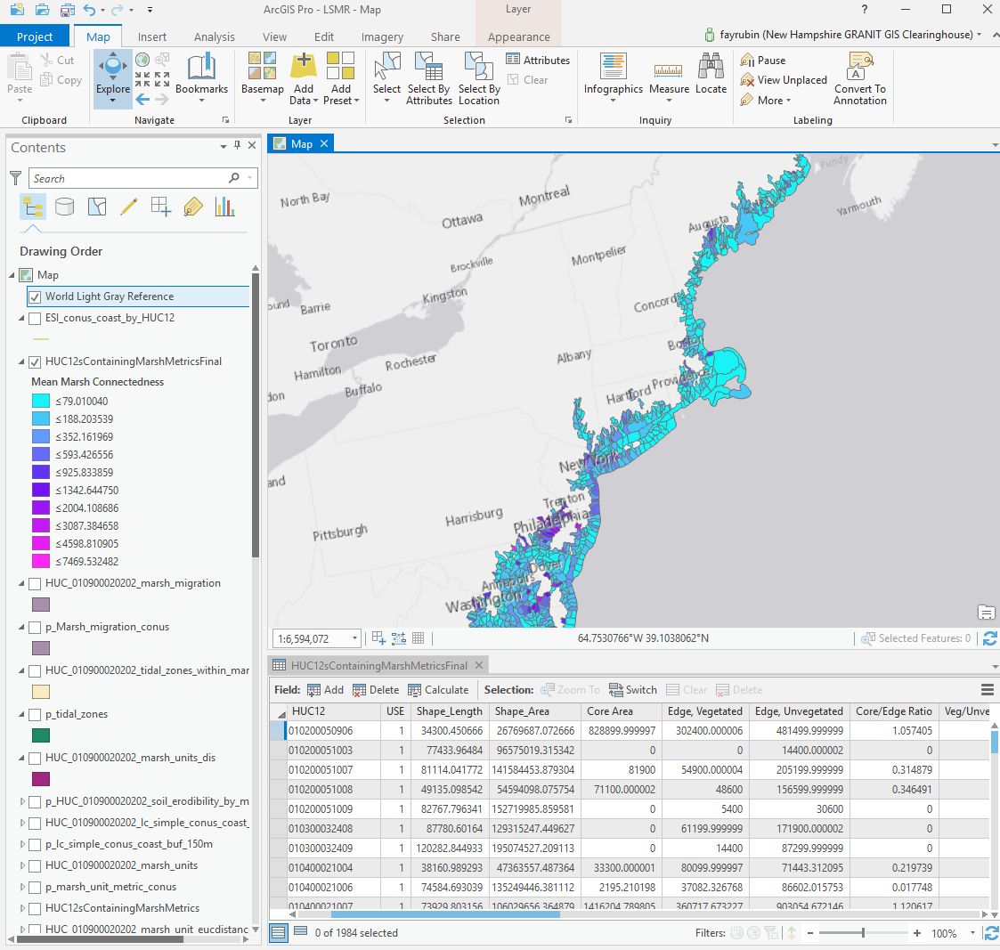 ArcGIS Pro - LSMR - Map
Layer
?
Project
Map
Insert
Analysis
View
Edit
Imagery
Share
Appearance
fayrubin (New Hampshire GRANIT GIS Clearinghouse)
Paste
Cut
Copy
Explore
Bookmarks
Basemap
Add Data
Add Preset
Select
Select By Attributes
Select By Location
Attributes
Clear
Infographics
Measure
Locate
Pause
View Unplaced
More
Convert To Annotation
Clipboard
Navigate
Layer
Selection
Inquiry
Labeling
Contents
Search
Drawing Order
Map
World Light Gray Reference
ESI_conus_coast_by_HUC12
HUC12sContainingMarshMetricsFinal
Mean Marsh Connectedness
≤79.010040
≤188.203539
≤352.161969
≤593.426556
≤925.833859
≤1342.644750
≤2004.108686
≤3087.384658
≤4598.810905
≤7469.532482
HUC_010900020202_marsh_migration
p_Marsh_migration_conus
HUC_010900020202_tidal_zones_within_mar
p_tidal_zones
HUC_010900020202_marsh_units_dis
p_HUC_010900020202_soil_erodibility_by_m
HUC_010900020202_lc_simple_conus_coast_
p_lc_simple_conus_coast_buf_150m
HUC_010900020202_marsh_units
p_marsh_unit_metric_conus
HUC12sContainingMarshMetrics
HUC_010900020202_marsh_unit_eucdistanc
Map
North Bay
Ottawa
Montreal
Fundy
Yarmouth
Augusta
Montpelier
Brockville
Kingston
ound
Barrie
Concord
Toronto
Boston
Albany
Hamilton
Rochester
Providence
Hartford
don
Buffalo
New York
and
Trenton
Harrisburg
Philadelphia
Pittsburgh
Dover
Annapolis
Washington
1:6,594,072
64.7530766°W 39.1038062°N
Selected Features: 0
HUC12sContainingMarshMetricsFinal
Field: Add Delete Calculate Selection: Zoom To Switch Clear Delete
HUC12 USE Shape_Length Shape_Area Core Area Edge, Vegetated Edge, Unvegetated Core/Edge Ratio Veg/Unve
010200050906 1 34300.450666 26769687.072666 828899.999997 302400.000006 481499.999999 1.057405
010200051003 1 77433.96484 96575019.315342 0 0 14400.000002 0
010200051007 1 81114.041772 141584453.879304 81900 54900.000004 205199.999999 0.314879
010200051008 1 49135.098542 54594098.075754 71100.000002 48600 156599.999999 0.346491
010200051009 1 82767.796341 152719985.859581 0 5400 30600 0
010300032408 1 87780.60164 129315247.449627 0 61199.999999 171900.000002 0
010300032409 1 120282.844933 195074527.209113 0 14400 87299.999999 0
010400021004 1 38160.989293 47363557.487364 33300.000001 80099.999997 71443.312095 0.219739
010400021006 1 74584.693039 135249446.381112 2195.210198 37082.326768 86602.015753 0.017748
010400021007 1 73929.803156 106029656.364879 1416204.789805 360717.673227 903054.672146 1.120617
0 of 1984 selected
Filters:
100%